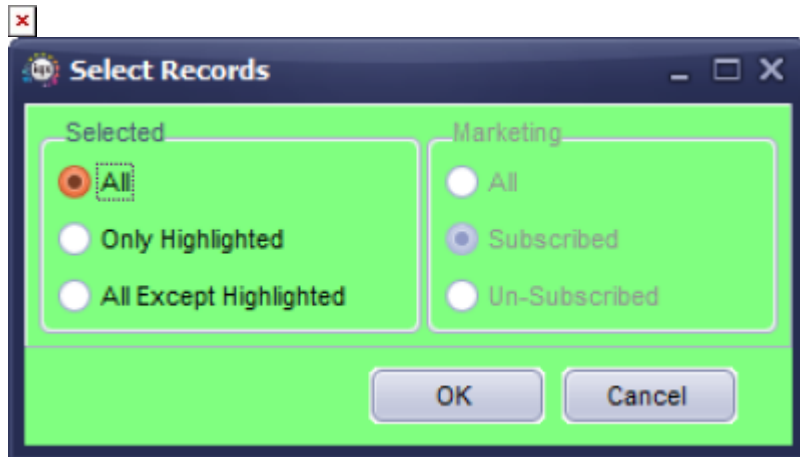 Select Records
Selected
All
Only Highlighted
All Except Highlighted
Marketing
All
Subscribed
Un-Subscribed
OK
Cancel